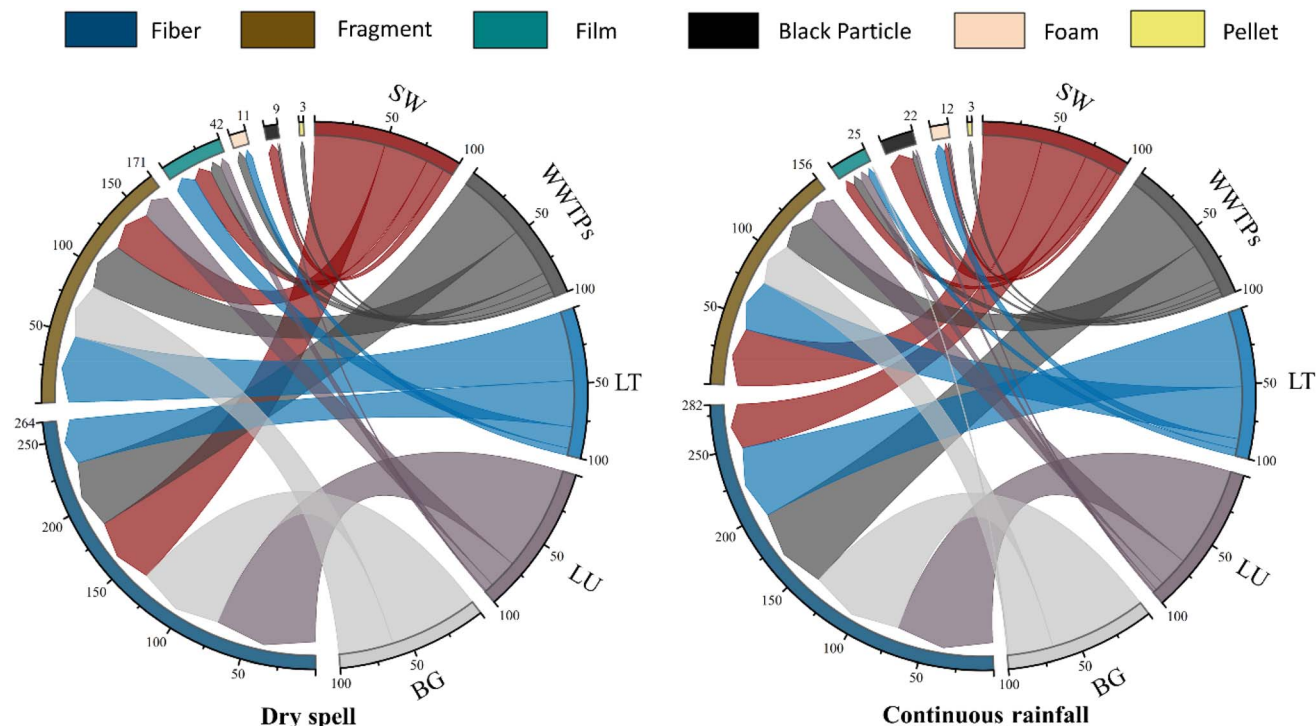 Fiber Fragment Film Black Particle Foam Pellet
SW
WWTPs
LT
LU
BG
50 100
50 100
50 100
50 100
50 100
264 250 200 150 100 50
171 150 100 50
42
11
9
3
Dry spell
SW
WWTPs
LT
LU
BG
50 100
50 100
50 100
50 100
50 100
282 250 200 150 100 50
156 100 50
25
22
12
3
Continuous rainfall